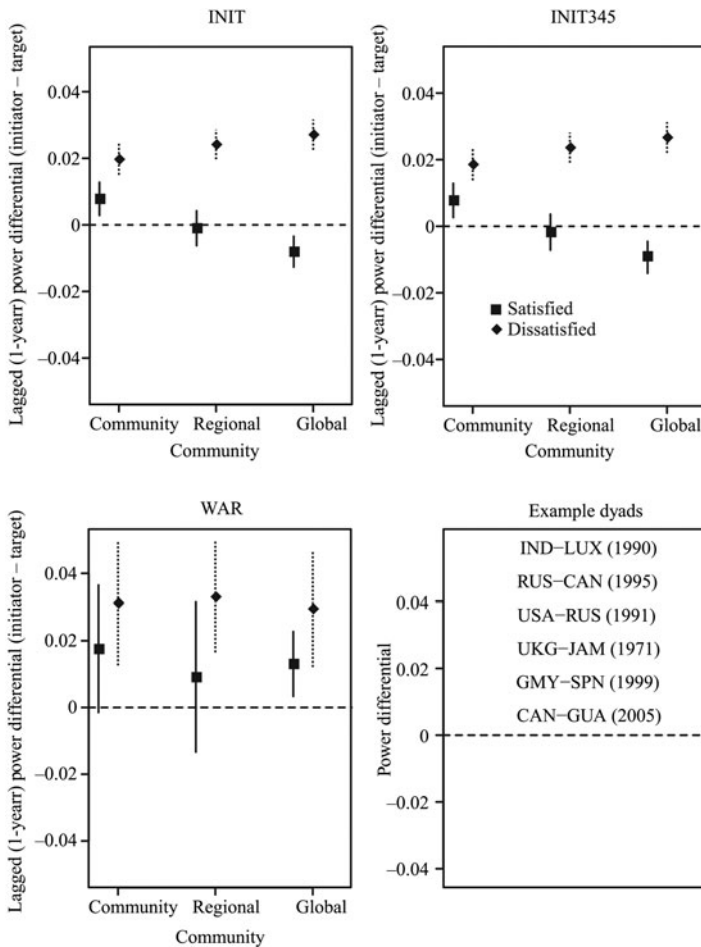 INIT
Lagged (1-yearr) power differential (initiator – target)
0.04
0.02
0
–0.02
–0.04
Community Regional Global
Community
INIT345
Lagged (1-yearr) power differential (initiator – target)
0.04
0.02
0
–0.02
–0.04
Satisfied
Dissatisfied
Community Regional Global
Community
WAR
Lagged (1-yearr) power differential (initiator – target)
0.04
0.02
0
–0.02
–0.04
Community Regional Global
Community
Example dyads
Power differential
IND–LUX (1990)
0.04
RUS–CAN (1995)
USA–RUS (1991)
0.02
UKG–JAM (1971)
GMY–SPN (1999)
CAN–GUA (2005)
0
–0.02
–0.04